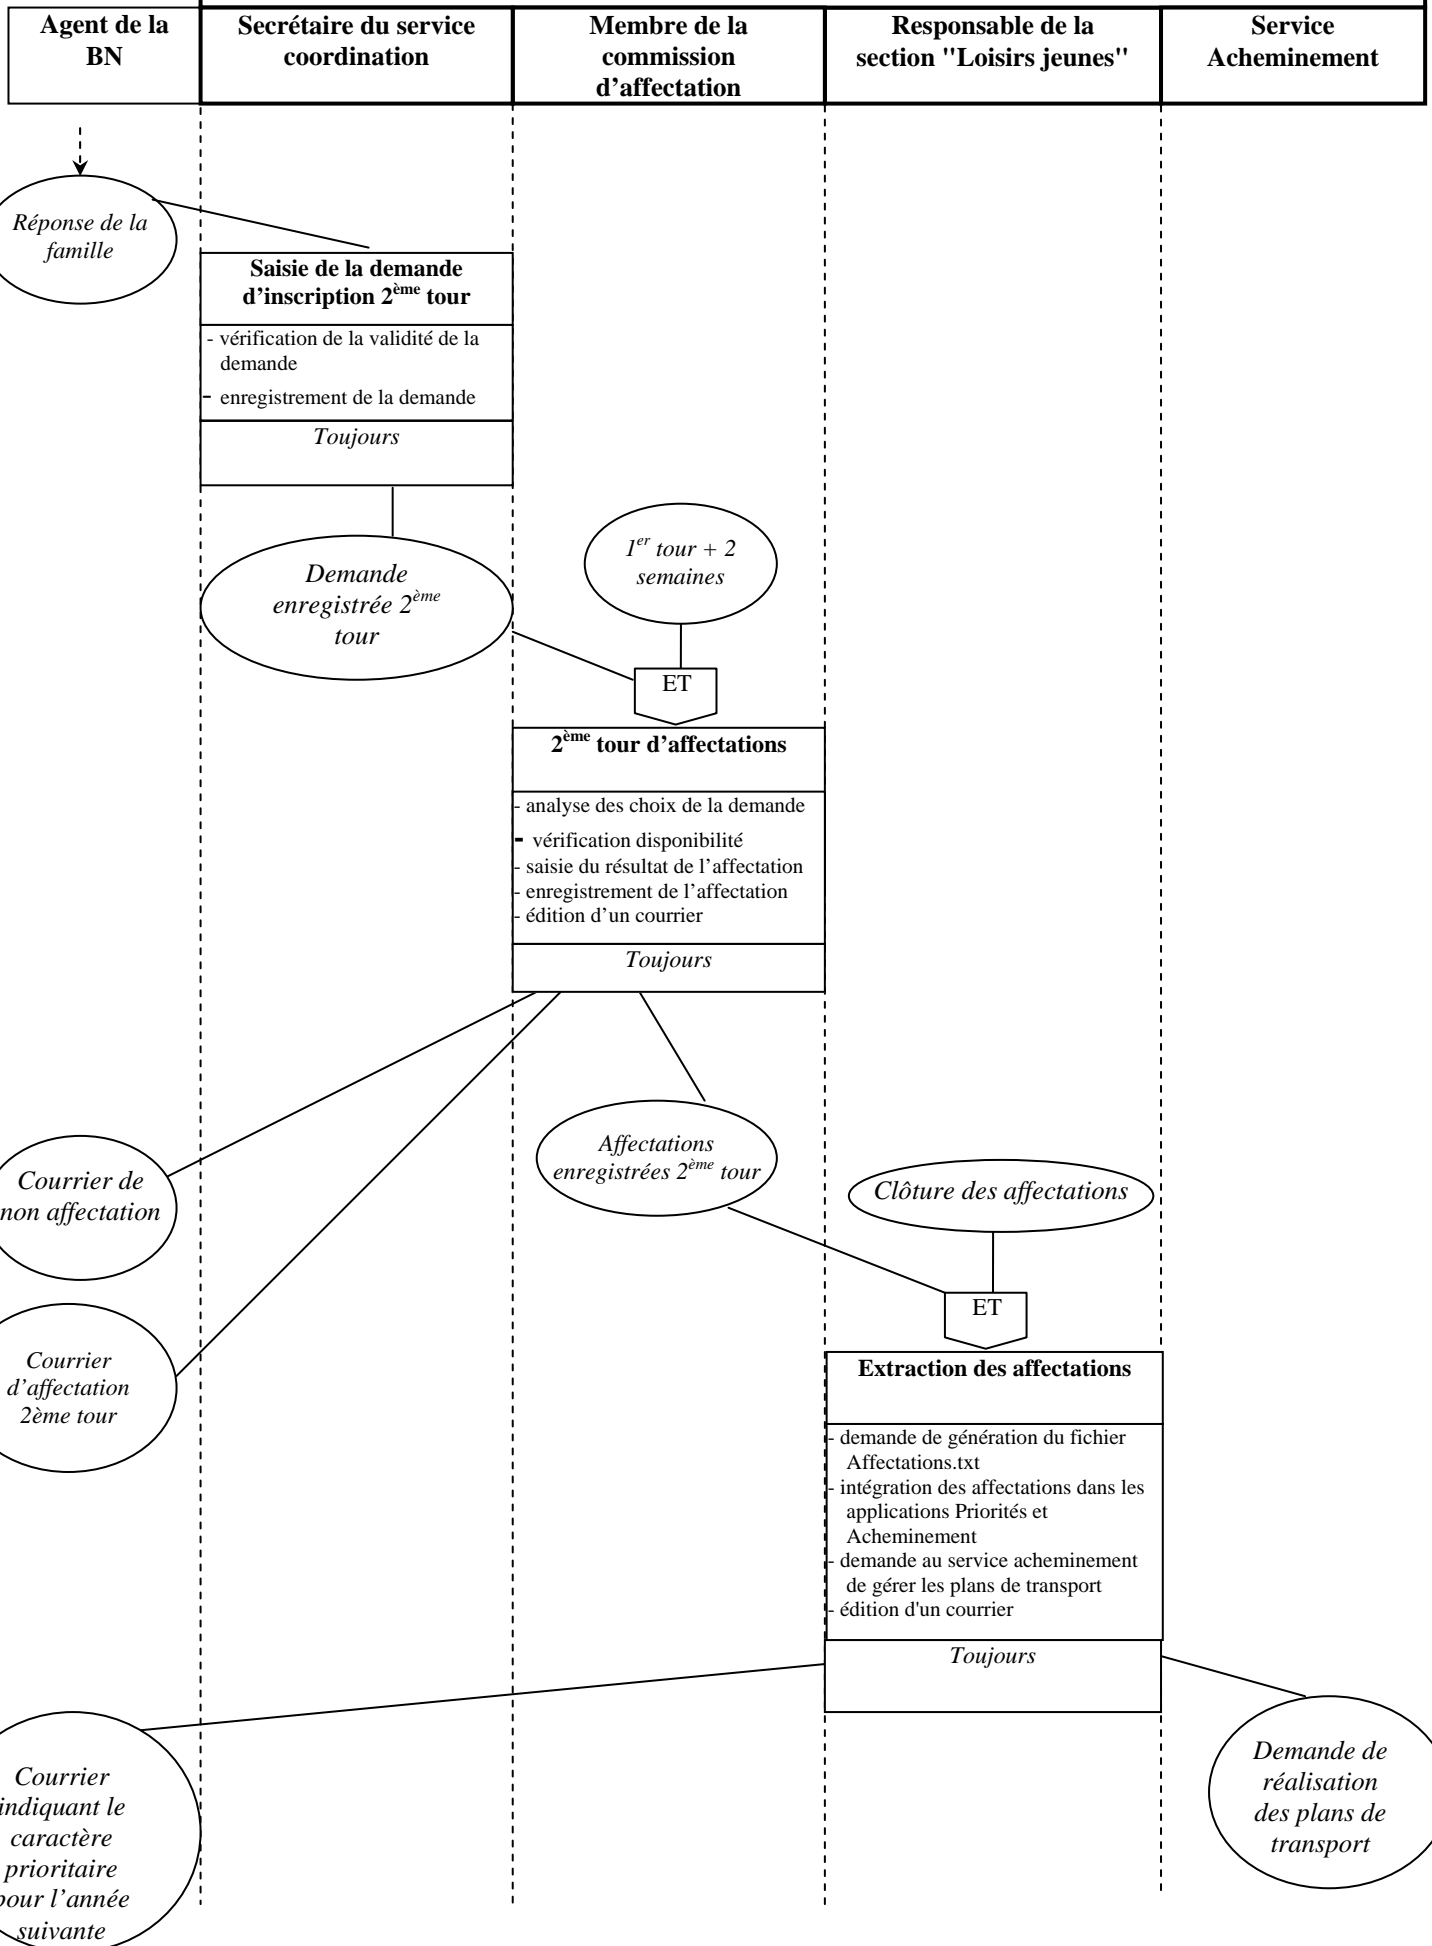 Agent de la
BN
Secrétaire du service
coordination
Membre de la
commission
d'affectation
Responsable de la
section "Loisirs jeunes"
Service
Acheminement
Réponse de la
famille
Saisie de la demande
d'inscription 2ème tour
- vérification de la validité de la
demande
- enregistrement de la demande
Toujours
Demande
enregistrée 2ème
tour
1er tour + 2
semaines
ET
2ème tour d'affectations
- analyse des choix de la demande
- vérification disponibilité
- saisie du résultat de l'affectation
- enregistrement de l'affectation
- édition d'un courrier
Toujours
Courrier de
non affectation
Affectations
enregistrées 2ème tour
Clôture des affectations
ET
Courrier
d'affectation
2ème tour
Extraction des affectations
- demande de génération du fichier
Affectations.txt
- intégration des affectations dans les
applications Priorités et
Acheminement
- demande au service acheminement
de gérer les plans de transport
- édition d'un courrier
Toujours
Courrier
indiquant le
caractère
prioritaire
pour l'année
suivante
Demande de
réalisation
des plans de
transport